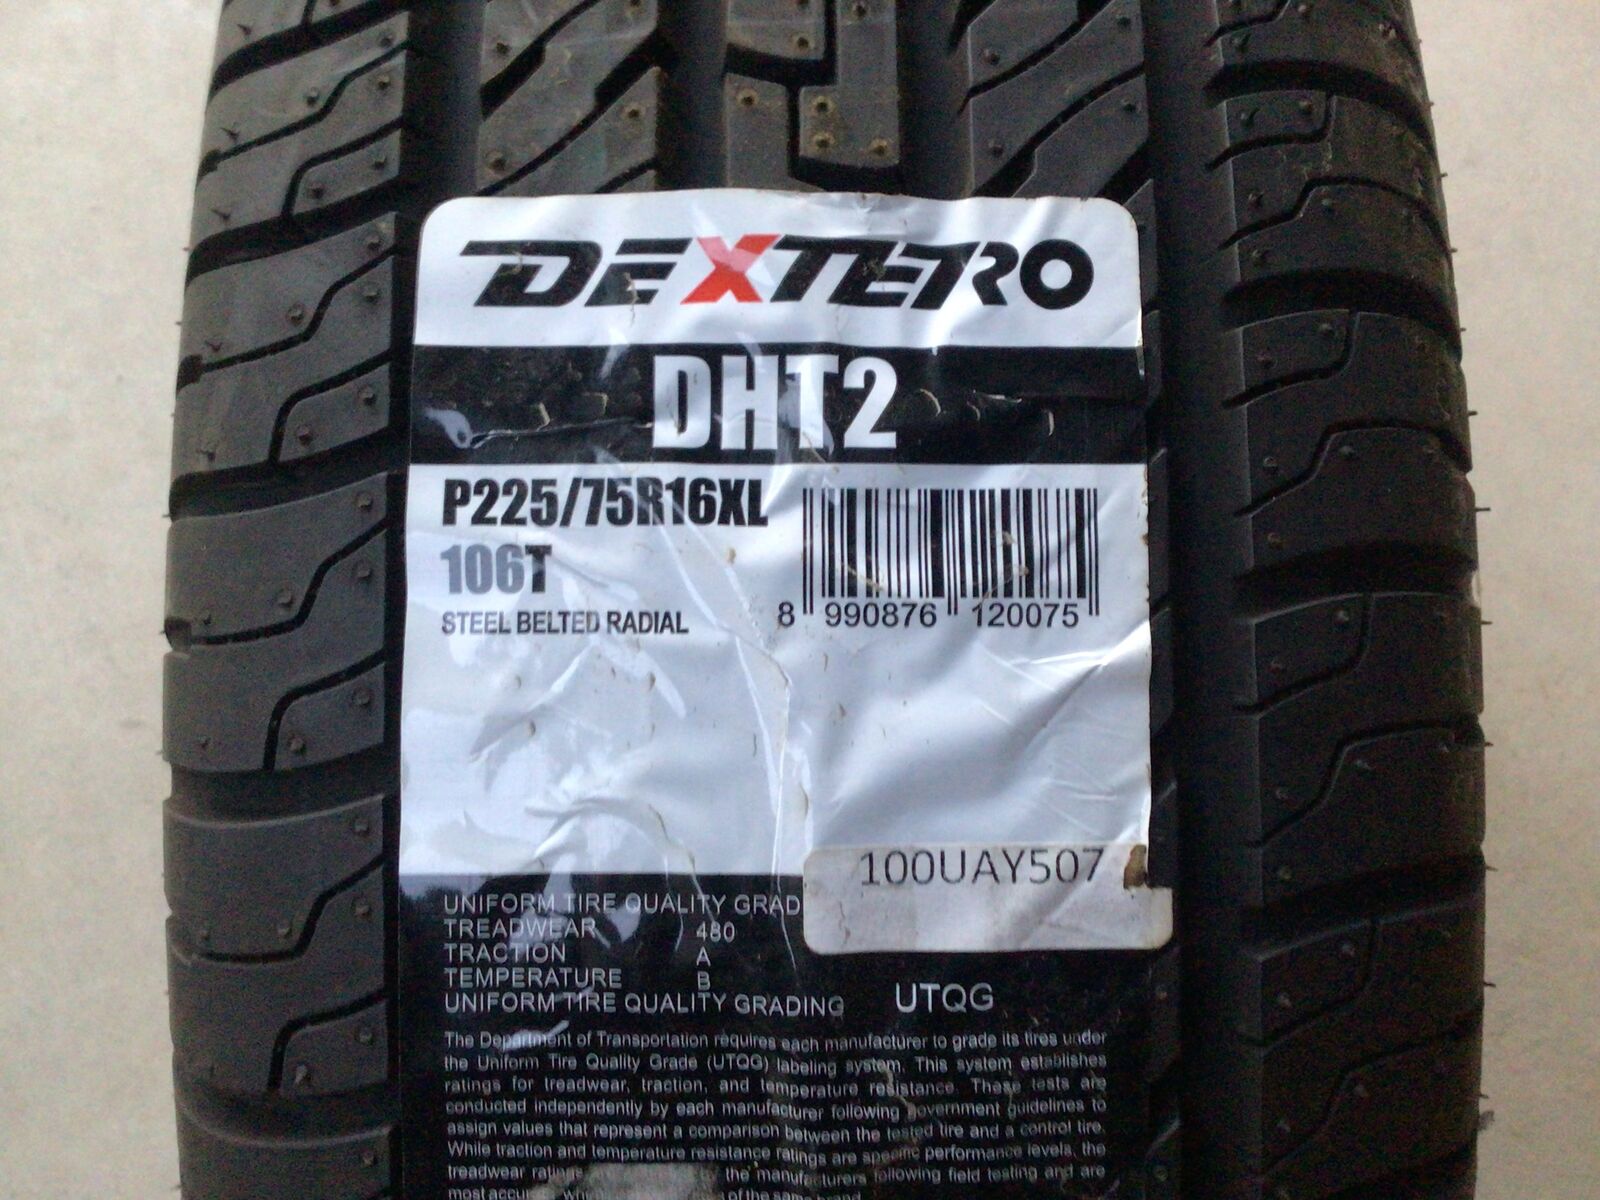 DEXTERO
DHT2
P225/75R16XL
106T
STEEL BELTED RADIAL
8 990876 120075
100UAY507
UNIFORM TIRE QUALITY GRAD
TREADWEAR 480
TRACTION A
TEMPERATURE B
UNIFORM TIRE QUALITY GRADING UTQG
The Department of Transportation requires each manufacturer to grade its tires under
the Uniform Tire Quality Grade (UTQG) labeling system. This system establishes
ratings for treadwear, traction, and temperature resistance. These tests are
conducted independently by each manufacturer following government guidelines to
assign values that represent a comparison between the tested tire and a control tire.
While traction and temperature resistance ratings are specific performance levels, the
treadwear ratings the manufacturers following field testing and are
most of the same brand